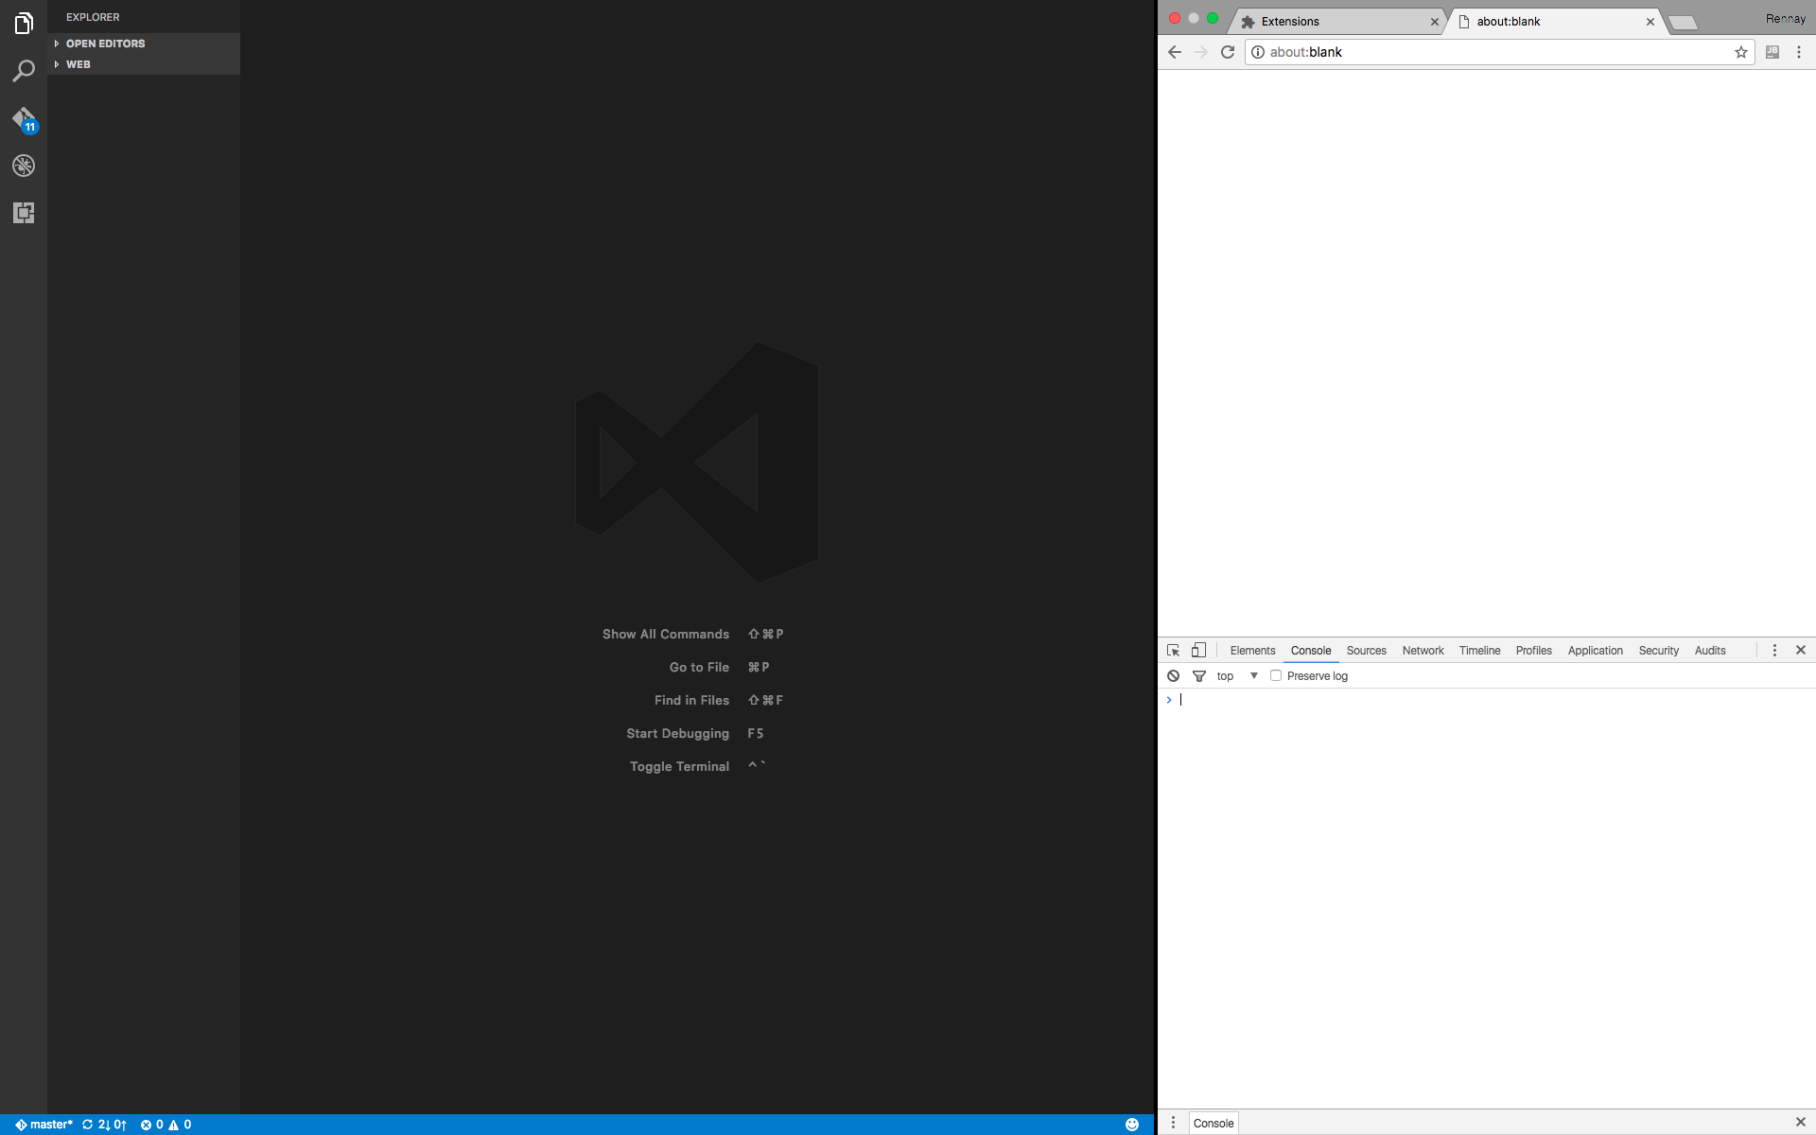 EXPLORER
OPEN EDITORS
WEB
11
Show All Commands ⇧⌘P
Go to File ⌘P
Find in Files ⇧⌘F
Start Debugging F5
Toggle Terminal ^`
master* 2↓ 0↑ 0 0
Extensions about:blank Rennay
about:blank JB
Elements Console Sources Network Timeline Profiles Application Security Audits
top Preserve log
>
Console